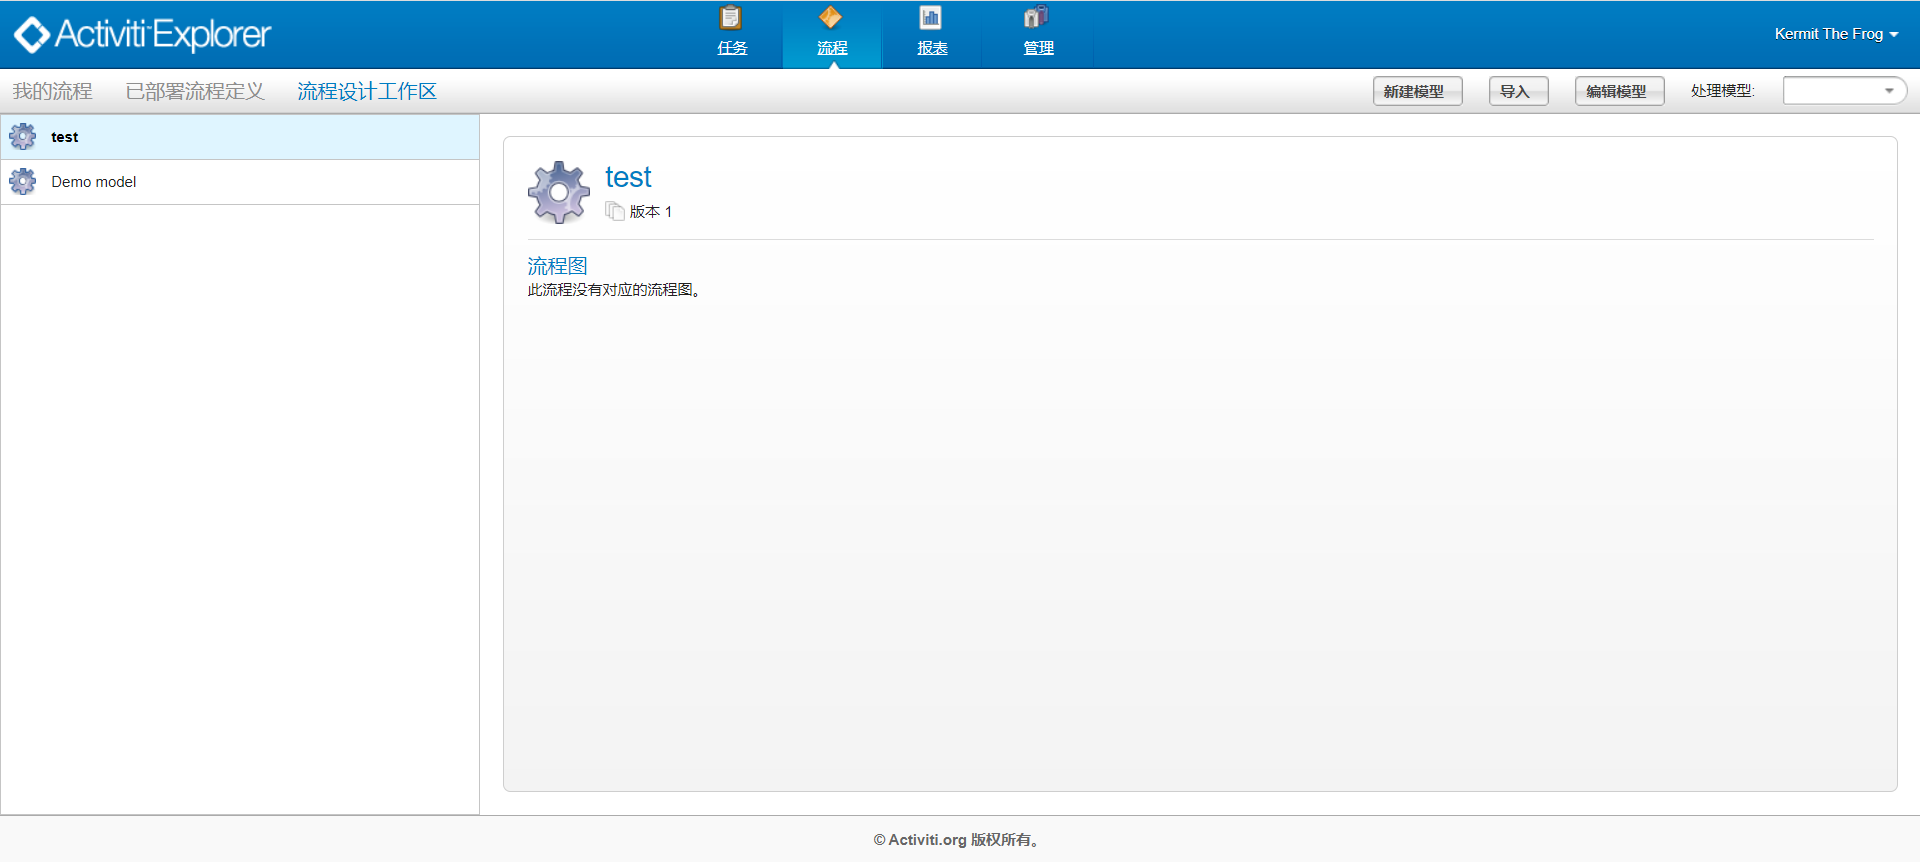 Activiti™ Explorer
任务
流程
报表
管理
Kermit The Frog
我的流程 已部署流程定义 流程设计工作区
新建模型 导入 编辑模型 处理模型:
test
Demo model
test
版本 1
流程图
此流程没有对应的流程图。
© Activiti.org 版权所有。